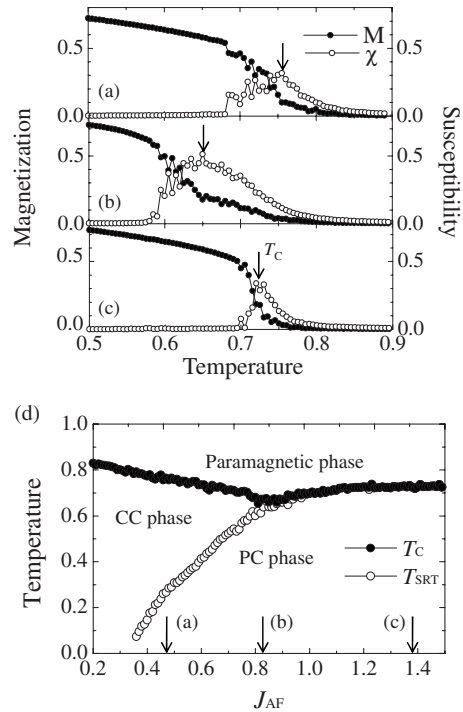 0.5
M
χ
0.5
(a)
0.0
0.0
Magnetization
Susceptibility
0.5
0.5
(b)
0.0
0.0
0.5
T_C
0.5
(c)
0.0
0.0
0.5 0.6 0.7 0.8 0.9
Temperature
(d)
1.0
Paramagnetic phase
0.8
0.6
CC phase
PC phase
T_C
0.4
T_SRT
0.2
(a) (b) (c)
0.0
Temperature
0.2 0.4 0.6 0.8 1.0 1.2 1.4
J_AF